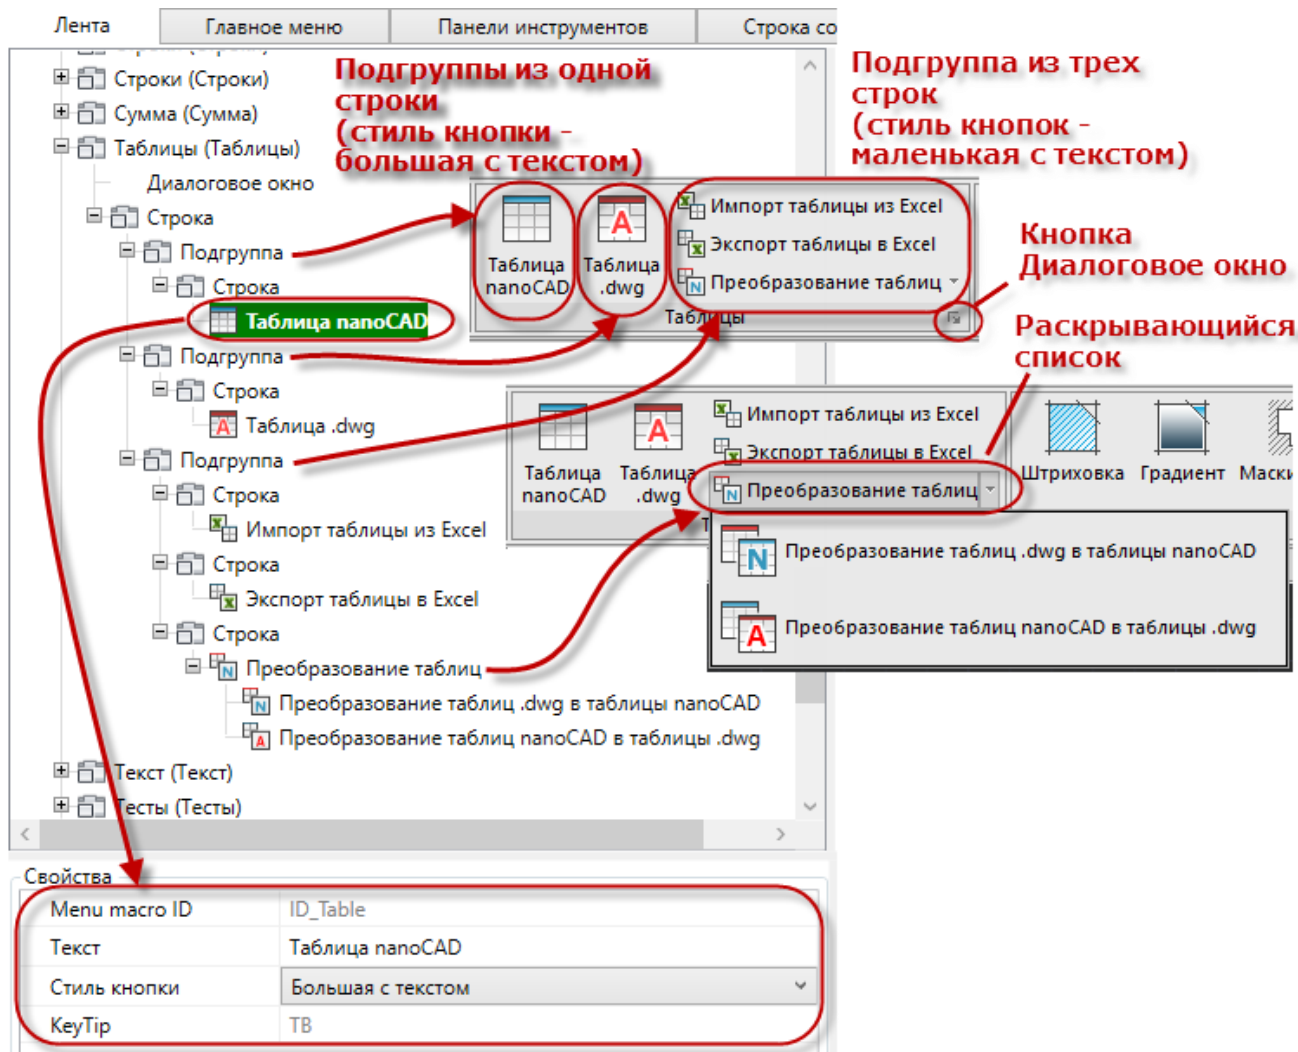 Лента
Главное меню
Панели инструментов
Строка со
Строки (Строки)
Сумма (Сумма)
Таблицы (Таблицы)
Диалоговое окно
Строка
Подгруппа
Строка
Таблица nanoCAD
Подгруппа
Строка
Таблица .dwg
Подгруппа
Строка
Импорт таблицы из Excel
Строка
Экспорт таблицы в Excel
Строка
Преобразование таблиц
Преобразование таблиц .dwg в таблицы nanoCAD
Преобразование таблиц nanoCAD в таблицы .dwg
Текст (Текст)
Тесты (Тесты)
Подгруппы из одной
строки
(стиль кнопки -
большая с текстом)
Подгруппа из трех
строк
(стиль кнопок -
маленькая с текстом)
Таблица
nanoCAD
Таблица
.dwg
Импорт таблицы из Excel
Экспорт таблицы в Excel
Преобразование таблиц
Таблицы
Кнопка
Диалоговое окно
Раскрывающийся
список
Таблица
nanoCAD
Таблица
.dwg
Импорт таблицы из Excel
Экспорт таблицы в Excel
Преобразование таблиц
Т
Штриховка
Градиент
Маски
Преобразование таблиц .dwg в таблицы nanoCAD
Преобразование таблиц nanoCAD в таблицы .dwg
Свойства
Menu macro ID
ID_Table
Текст
Таблица nanoCAD
Стиль кнопки
Большая с текстом
KeyTip
TB